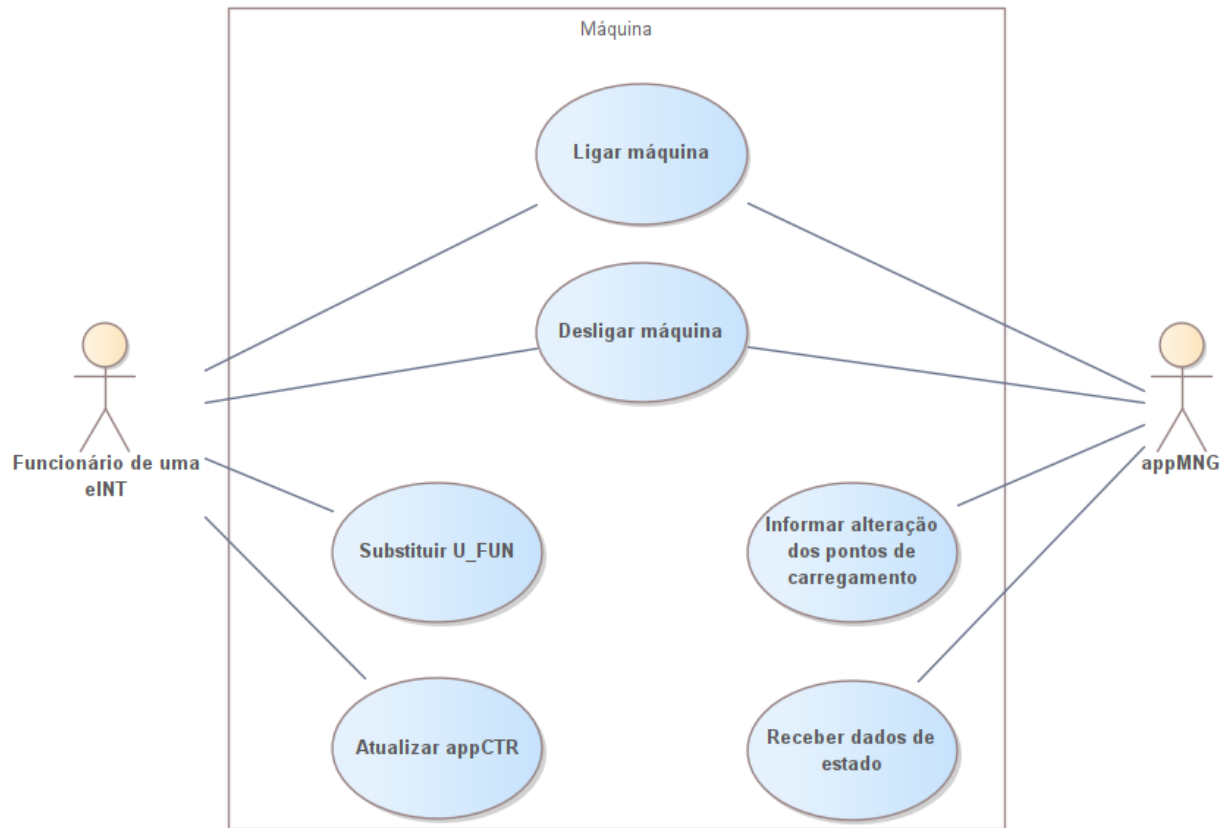 Máquina
Ligar máquina
Desligar máquina
Funcionário de uma
eINT
appMNG
Substituir U_FUN
Informar alteração
dos pontos de
carregamento
Atualizar appCTR
Receber dados de
estado